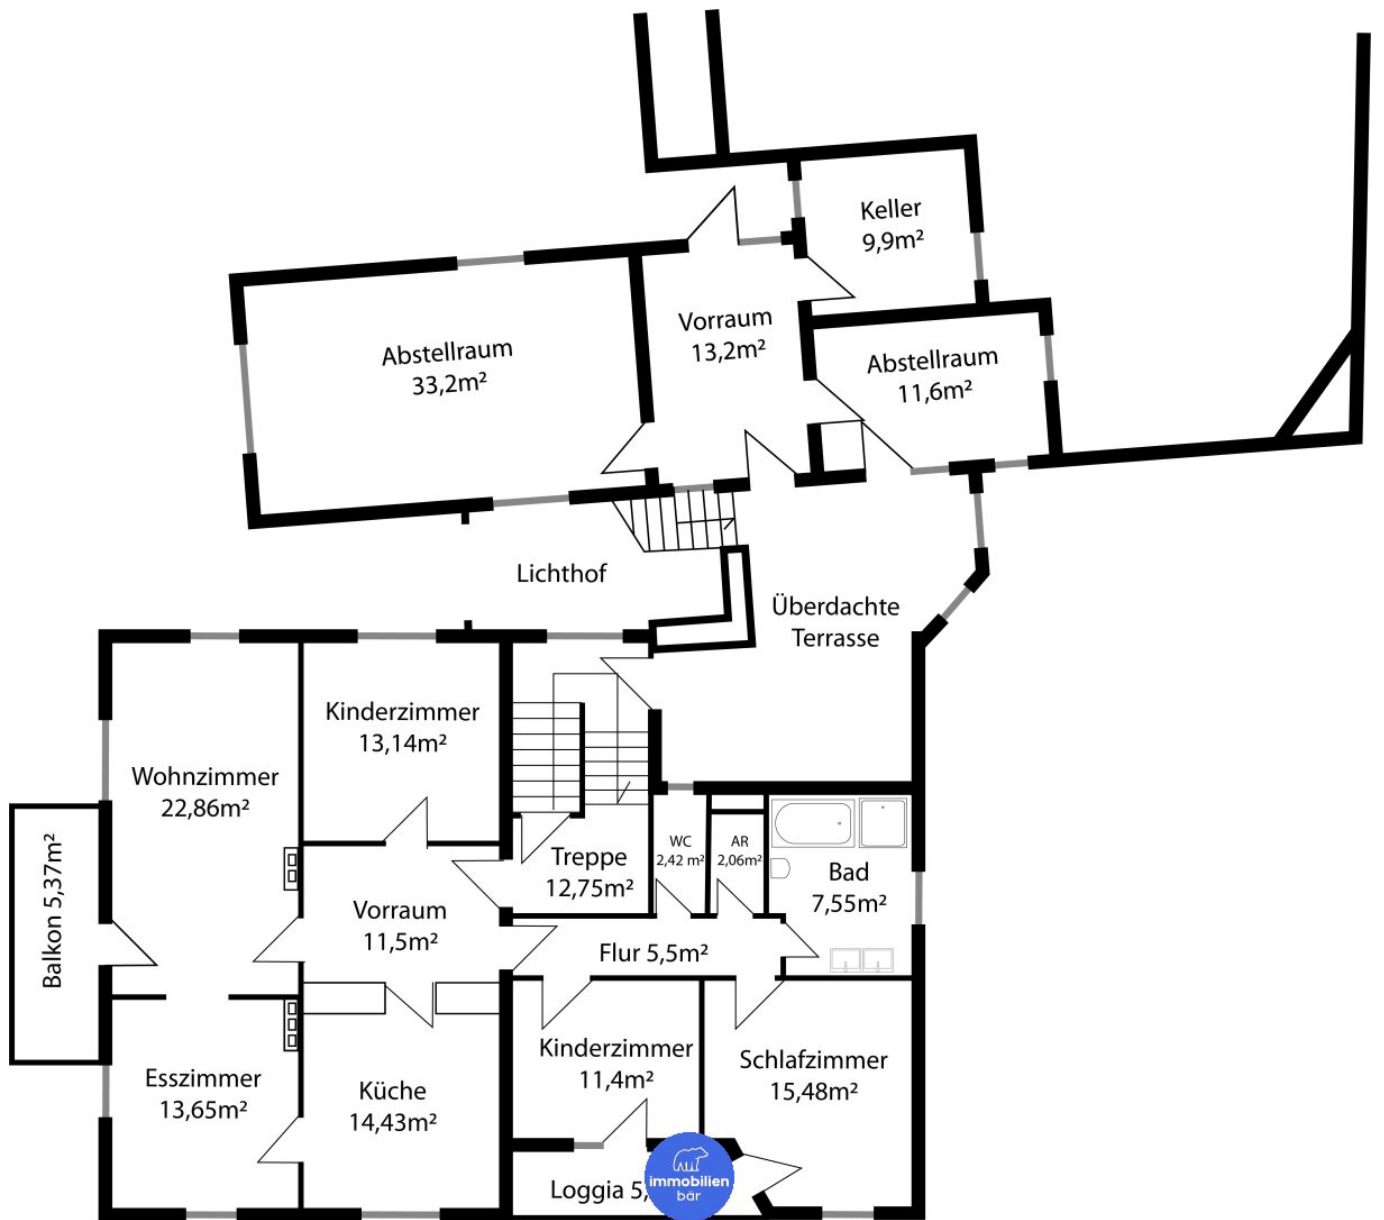 Keller
9,9m²
Vorraum
13,2m²
Abstellraum
33,2m²
Abstellraum
11,6m²
Lichthof
Überdachte
Terrasse
Kinderzimmer
13,14m²
Wohnzimmer
22,86m²
Balkon 5,37m²
Treppe
12,75m²
WC
2,42 m²
AR
2,06m²
Bad
7,55m²
Vorraum
11,5m²
Flur 5,5m²
Esszimmer
13,65m²
Küche
14,43m²
Kinderzimmer
11,4m²
Schlafzimmer
15,48m²
Loggia 5,
immobilien
bär